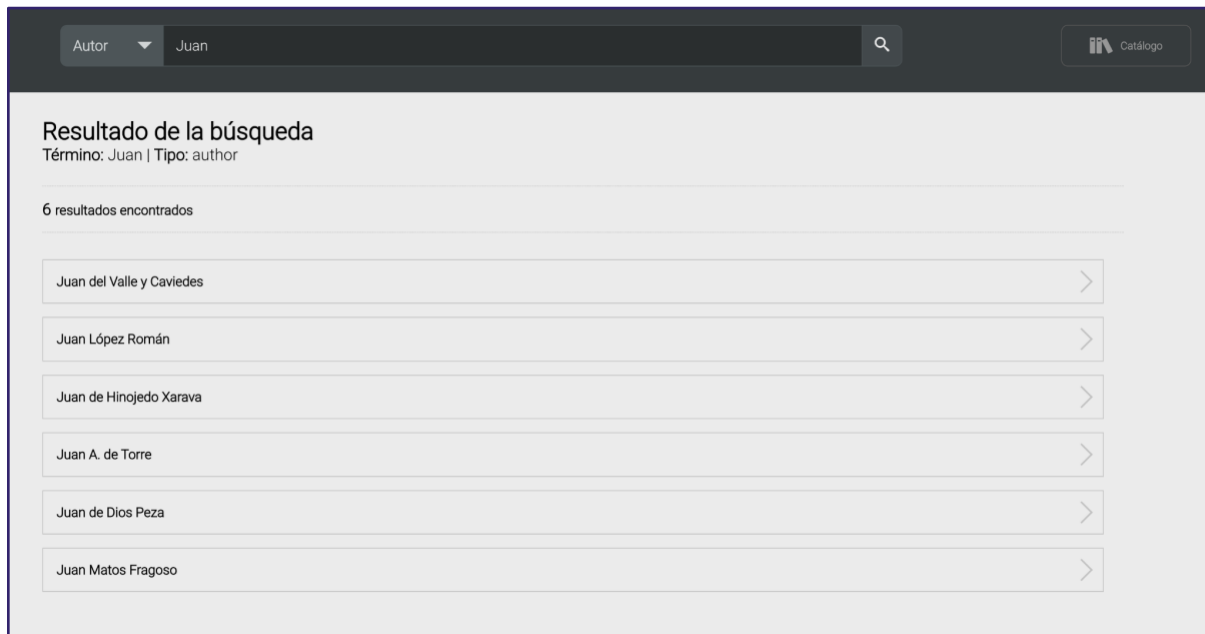 Autor
Juan
Catálogo
Resultado de la búsqueda
Término: Juan | Tipo: author
6 resultados encontrados
Juan del Valle y Caviedes
Juan López Román
Juan de Hinojedo Xarava
Juan A. de Torre
Juan de Dios Peza
Juan Matos Fragoso